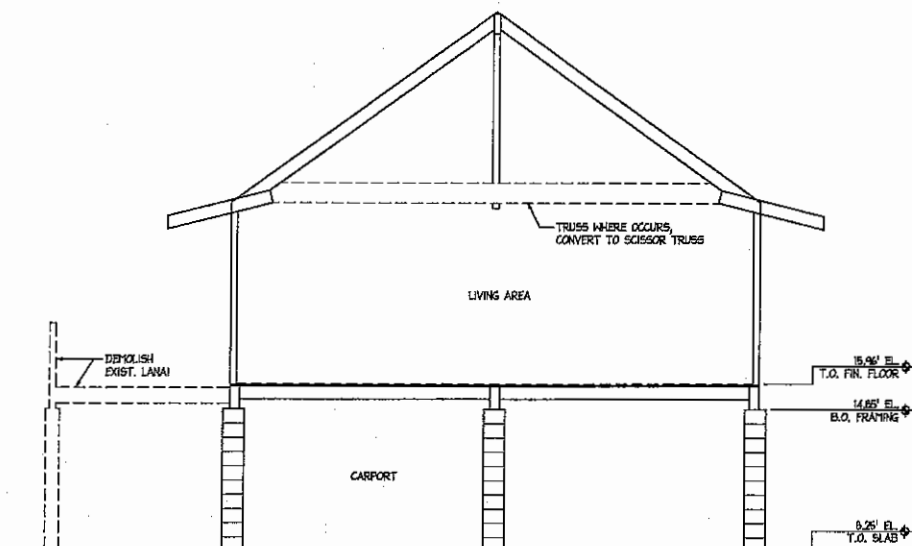 TRUSS WHERE OCCURS,
CONVERT TO SCISSOR TRUSS
LIVING AREA
DEMOLISH
EXIST. LANAI
15.96' EL.
T.O. FIN. FLOOR
14.85' EL.
B.O. FRAMING
CARPORT
EL.
T.O. SLAB